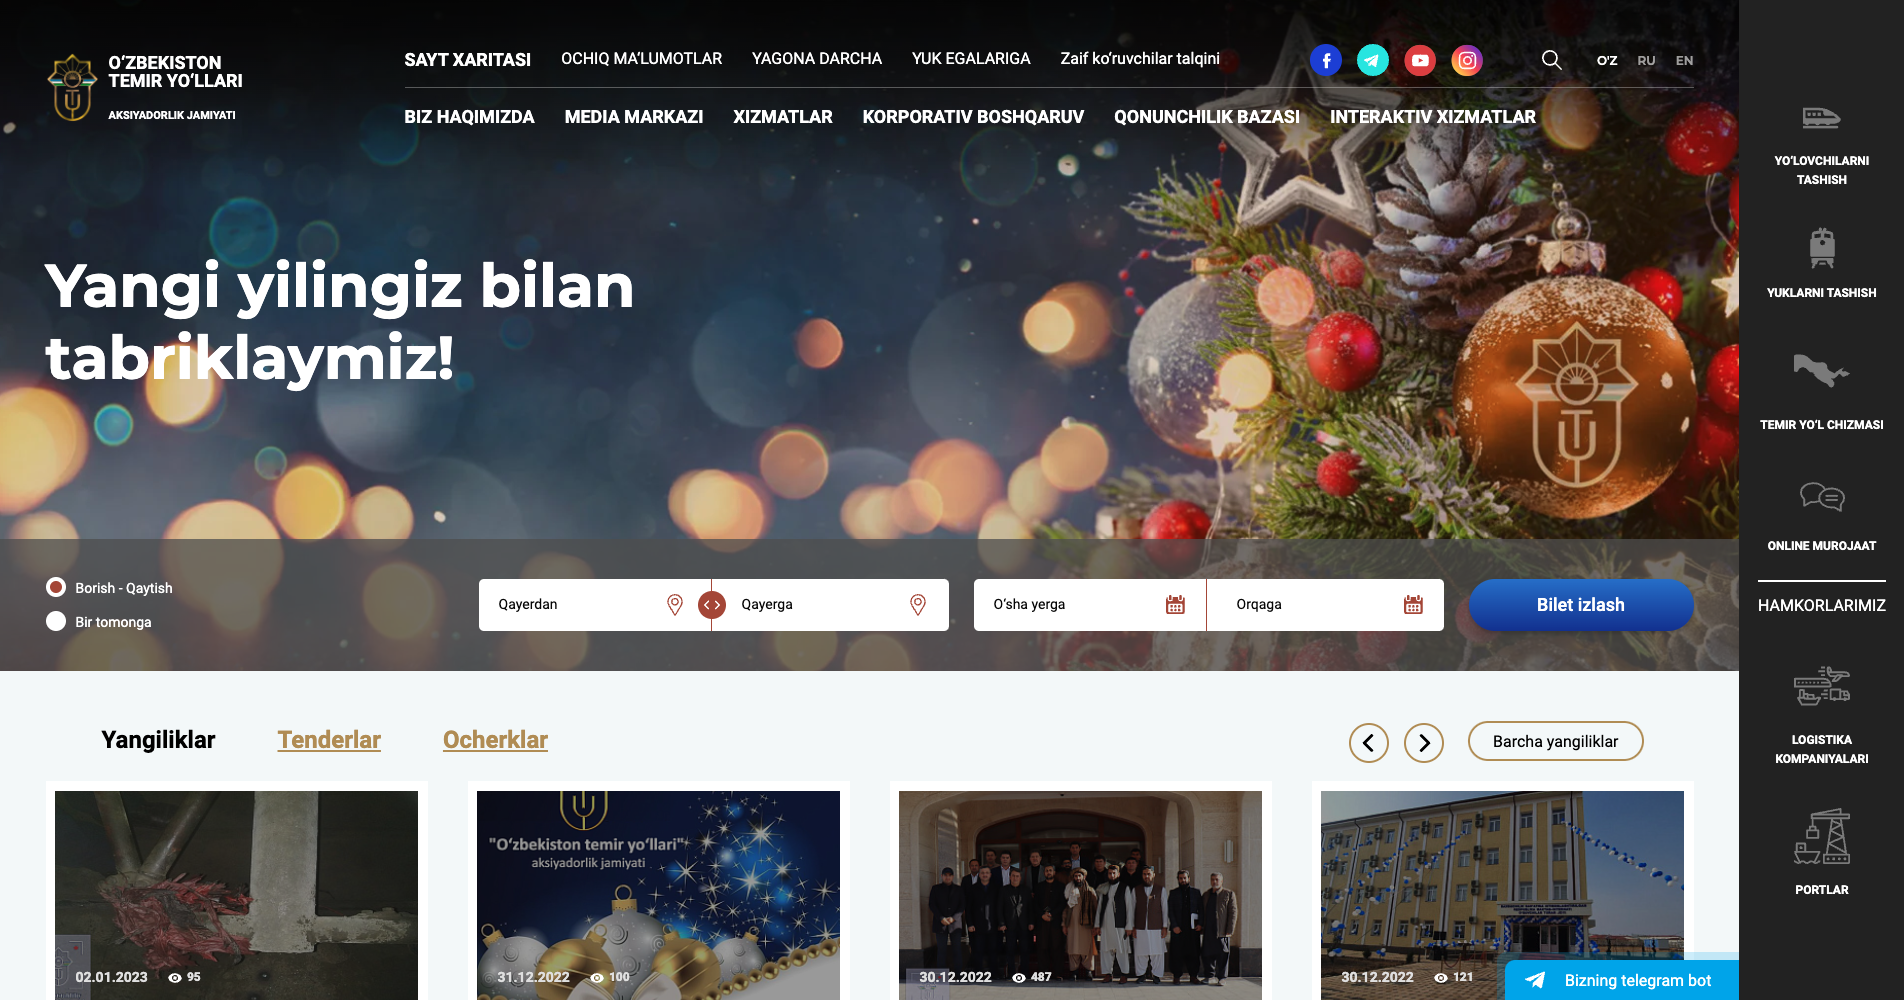 O‘ZBEKISTON
TEMIR YO‘LLARI
AKSIYADORLIK JAMIYATI
SAYT XARITASI
OCHIQ MA’LUMOTLAR
YAGONA DARCHA
YUK EGALARIGA
Zaif ko‘ruvchilar talqini
O'Z
RU
EN
BIZ HAQIMIZDA
MEDIA MARKAZI
XIZMATLAR
KORPORATIV BOSHQARUV
QONUNCHILIK BAZASI
INTERAKTIV XIZMATLAR
Yangi yilingiz bilan
tabriklaymiz!
Borish - Qaytish
Bir tomonga
Qayerdan
Qayerga
O‘sha yerga
Orqaga
Bilet izlash
Yangiliklar
Tenderlar
Ocherklar
Barcha yangiliklar
02.01.2023
95
"O‘zbekiston temir yo‘llari"
aksiyadorlik jamiyati
31.12.2022
100
30.12.2022
487
30.12.2022
121
Bizning telegram bot
YO‘LOVCHILARNI
TASHISH
YUKLARNI TASHISH
TEMIR YO‘L CHIZMASI
ONLINE MUROJAAT
HAMKORLARIMIZ
LOGISTIKA
KOMPANIYALARI
PORTLAR